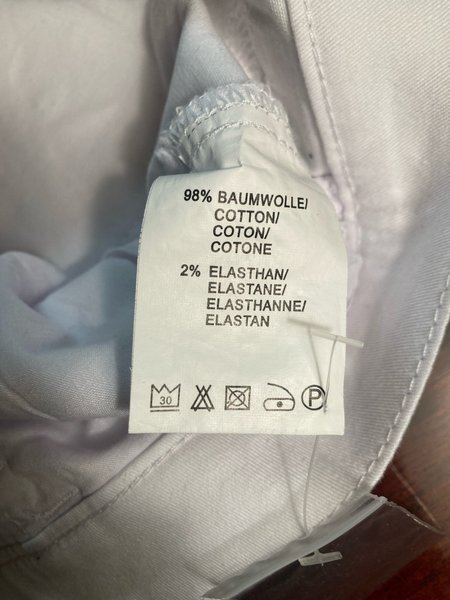 98% BAUMWOLLE/
COTTON/
COTON/
COTONE
2% ELASTHAN/
ELASTANE/
ELASTHANNE/
ELASTAN
30
P